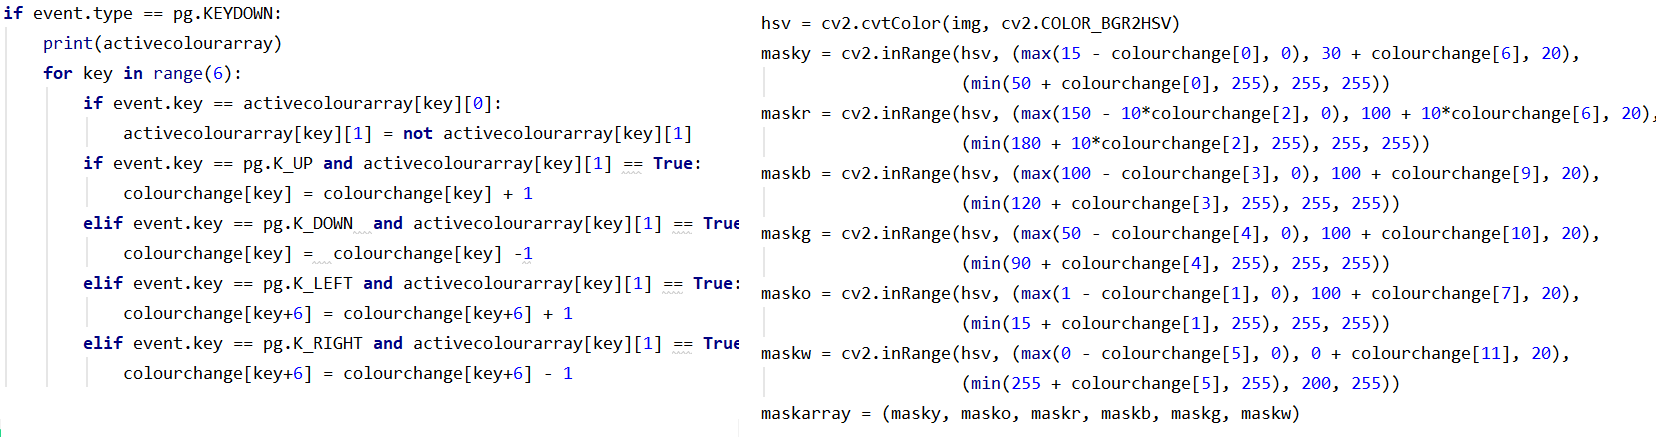 if event.type == pg.KEYDOWN:
    print(activecolourarray)
    for key in range(6):
        if event.key == activecolourarray[key][0]:
            activecolourarray[key][1] = not activecolourarray[key][1]
        if event.key == pg.K_UP and activecolourarray[key][1] == True:
            colourchange[key] = colourchange[key] + 1
        elif event.key == pg.K_DOWN  and activecolourarray[key][1] == True
            colourchange[key] =  colourchange[key] -1
        elif event.key == pg.K_LEFT and activecolourarray[key][1] == True:
            colourchange[key+6] = colourchange[key+6] + 1
        elif event.key == pg.K_RIGHT and activecolourarray[key][1] == True
            colourchange[key+6] = colourchange[key+6] - 1
hsv = cv2.cvtColor(img, cv2.COLOR_BGR2HSV)
masky = cv2.inRange(hsv, (max(15 - colourchange[0], 0), 30 + colourchange[6], 20),
                    (min(50 + colourchange[0], 255), 255, 255))
maskr = cv2.inRange(hsv, (max(150 - 10*colourchange[2], 0), 100 + 10*colourchange[6], 20),
                    (min(180 + 10*colourchange[2], 255), 255, 255))
maskb = cv2.inRange(hsv, (max(100 - colourchange[3], 0), 100 + colourchange[9], 20),
                    (min(120 + colourchange[3], 255), 255, 255))
maskg = cv2.inRange(hsv, (max(50 - colourchange[4], 0), 100 + colourchange[10], 20),
                    (min(90 + colourchange[4], 255), 255, 255))
masko = cv2.inRange(hsv, (max(1 - colourchange[1], 0), 100 + colourchange[7], 20),
                    (min(15 + colourchange[1], 255), 255, 255))
maskw = cv2.inRange(hsv, (max(0 - colourchange[5], 0), 0 + colourchange[11], 20),
                    (min(255 + colourchange[5], 255), 200, 255))
maskarray = (masky, masko, maskr, maskb, maskg, maskw)